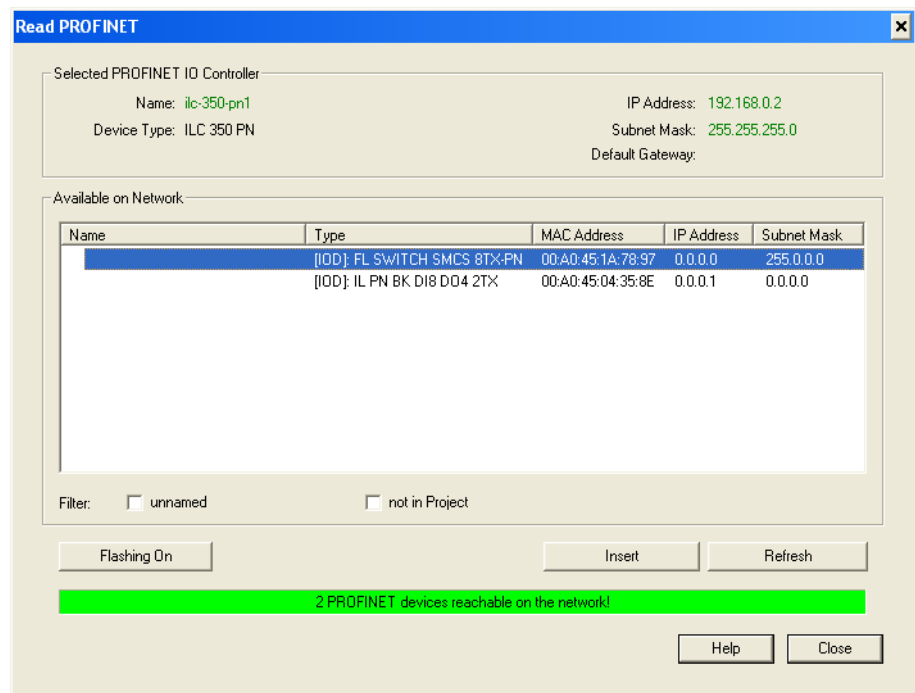 Read PROFINET
Selected PROFINET IO Controller
Name: ilc-350-pn1 IP Address: 192.168.0.2
Device Type: ILC 350 PN Subnet Mask: 255.255.255.0
Default Gateway:
Available on Network
Name Type MAC Address IP Address Subnet Mask
[IOD]: FL SWITCH SMCS 8TX-PN 00:A0:45:1A:78:97 0.0.0.0 255.0.0.0
[IOD]: IL PN BK DI8 DO4 2TX 00:A0:45:04:35:8E 0.0.0.1 0.0.0.0
Filter: unnamed not in Project
Flashing On Insert Refresh
2 PROFINET devices reachable on the network!
Help Close